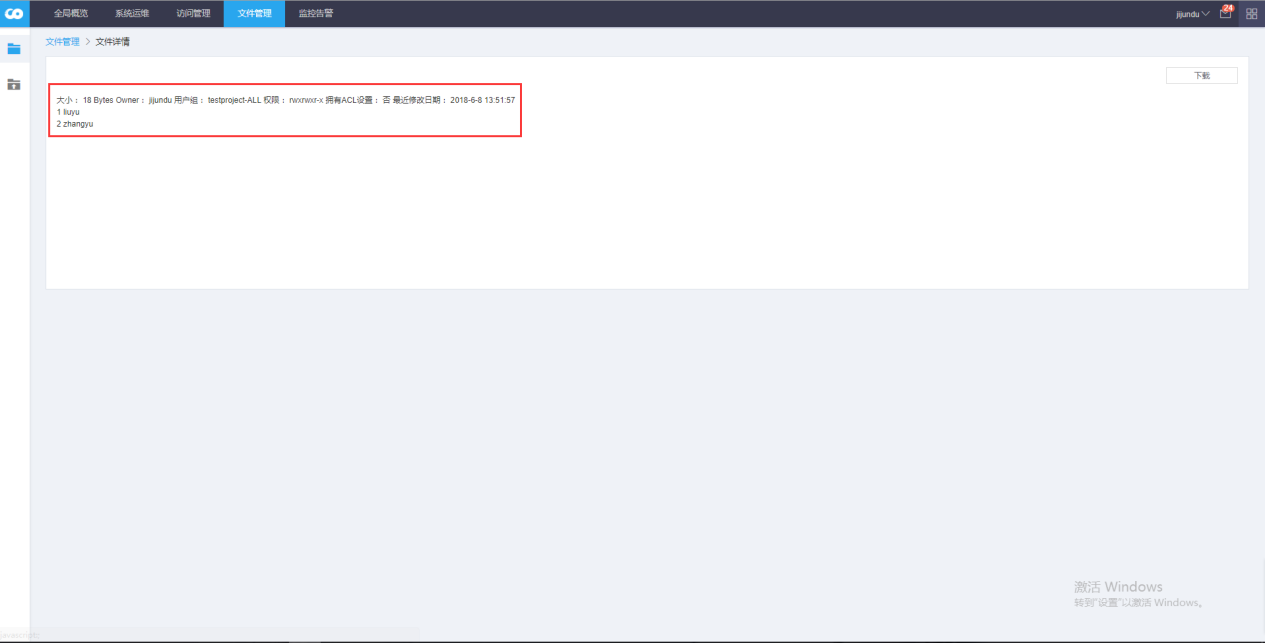 全局概览 系统运维 访问管理 文件管理 监控告警 jijundu 24
文件管理 > 文件详情
下载
大小： 18 Bytes Owner： jijundu 用户组： testproject-ALL 权限： rwxrwxr-x 拥有ACL设置： 否 最近修改日期： 2018-6-8 13:51:57
1 liuyu
2 zhangyu
激活 Windows
转到"设置"以激活 Windows。